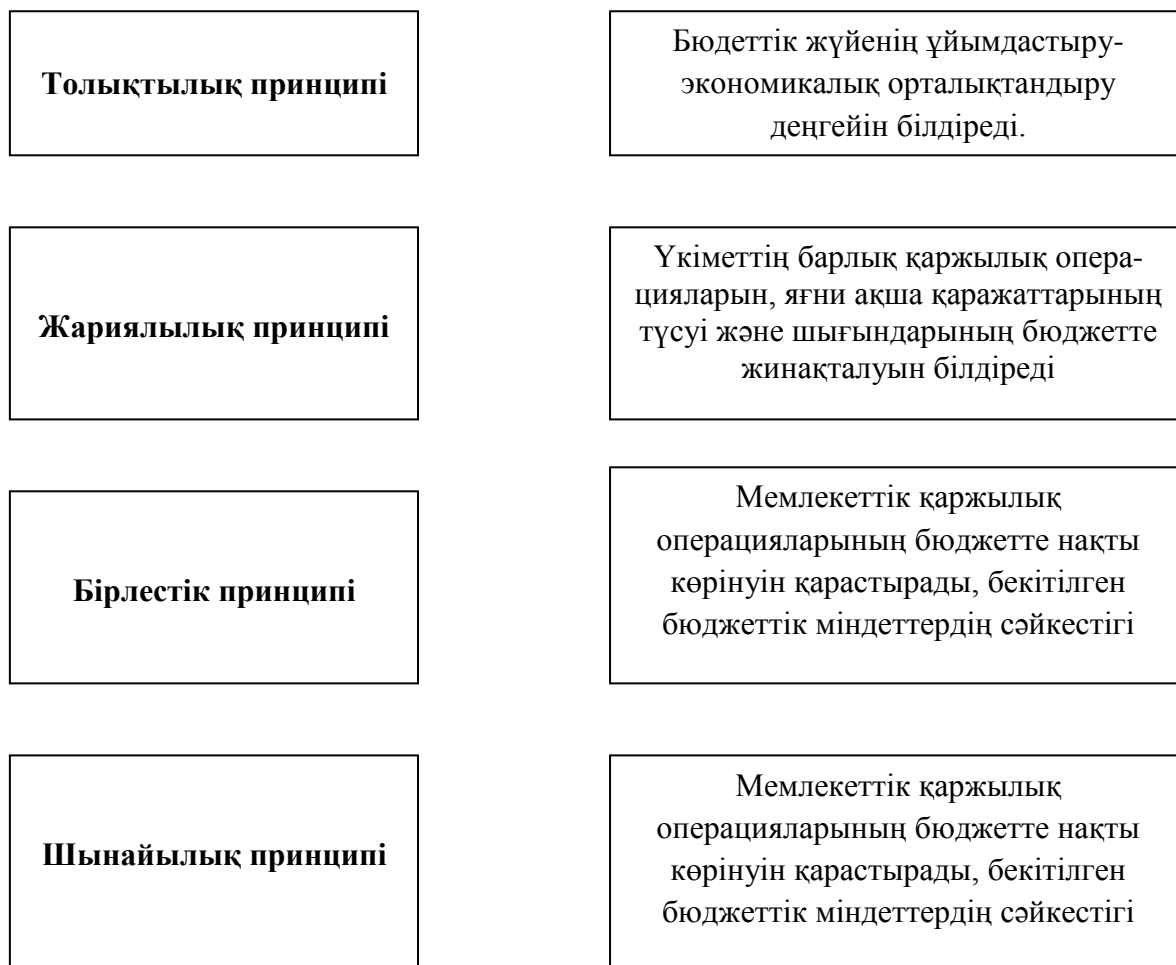 Толықтылық принципі
Бюдеттік жүйенің ұйымдастыру-
экономикалық орталықтандыру
деңгейін білдіреді.
Жариялылық принципі
Үкіметтің барлық қаржылық опера-
цияларын, яғни ақша қаражаттарының
түсуі және шығындарының бюджетте
жинақталуын білдіреді
Бірлестік принципі
Мемлекеттік қаржылық
операцияларының бюджетте нақты
көрінуін қарастырады, бекітілген
бюджеттік міндеттердің сәйкестігі
Шынайылық принципі
Мемлекеттік қаржылық
операцияларының бюджетте нақты
көрінуін қарастырады, бекітілген
бюджеттік міндеттердің сәйкестігі